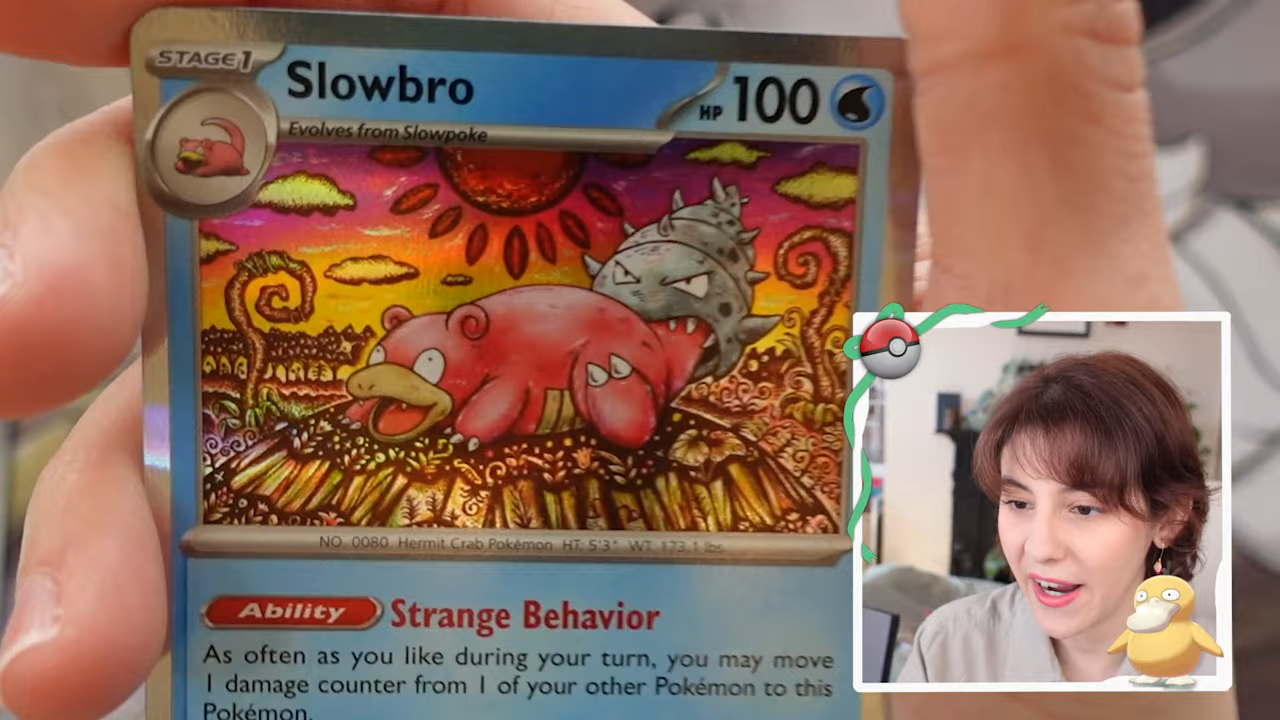 STAGE 1
Slowbro
HP 100
Evolves from Slowpoke
NO. 0080 Hermit Crab Pokémon HT: 5'3" WT: 173.1 lbs
Ability Strange Behavior
As often as you like during your turn, you may move
1 damage counter from 1 of your other Pokémon to this
Pokémon.